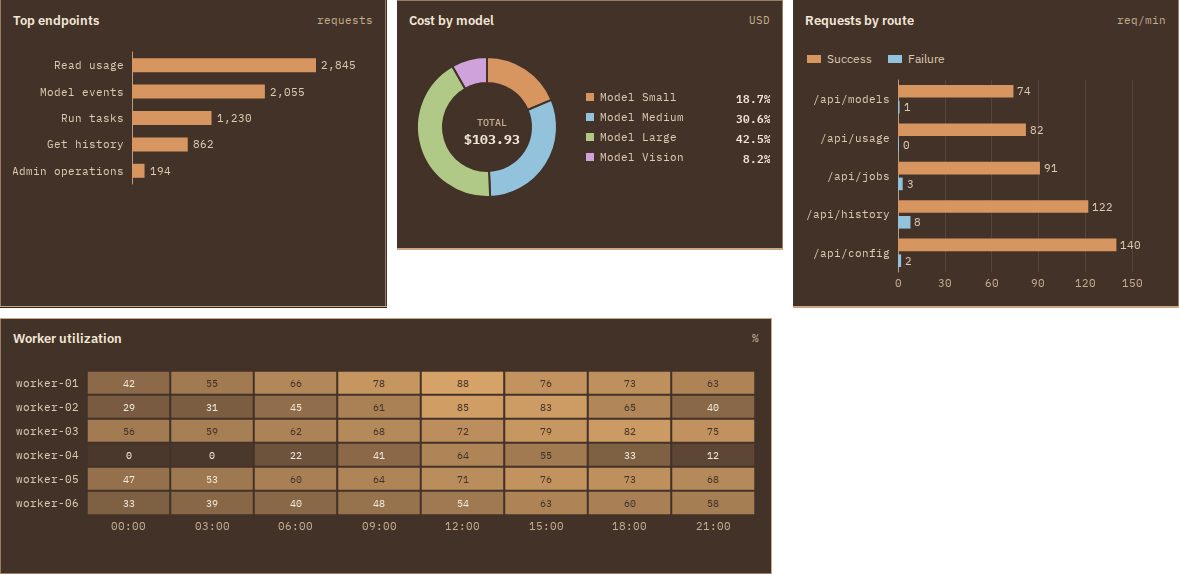 Top endpoints requests
Read usage 2,845
Model events 2,055
Run tasks 1,230
Get history 862
Admin operations 194
Cost by model USD
TOTAL
$103.93
Model Small 18.7%
Model Medium 30.6%
Model Large 42.5%
Model Vision 8.2%
Requests by route req/min
Success Failure
/api/models 74
1
/api/usage 82
0
/api/jobs 91
3
/api/history 122
8
/api/config 140
2
0 30 60 90 120 150
Worker utilization %
worker-01 42 55 66 78 88 76 73 63
worker-02 29 31 45 61 85 83 65 40
worker-03 56 59 62 68 72 79 82 75
worker-04 0 0 22 41 64 55 33 12
worker-05 47 53 60 64 71 76 73 68
worker-06 33 39 40 48 54 63 60 58
00:00 03:00 06:00 09:00 12:00 15:00 18:00 21:00